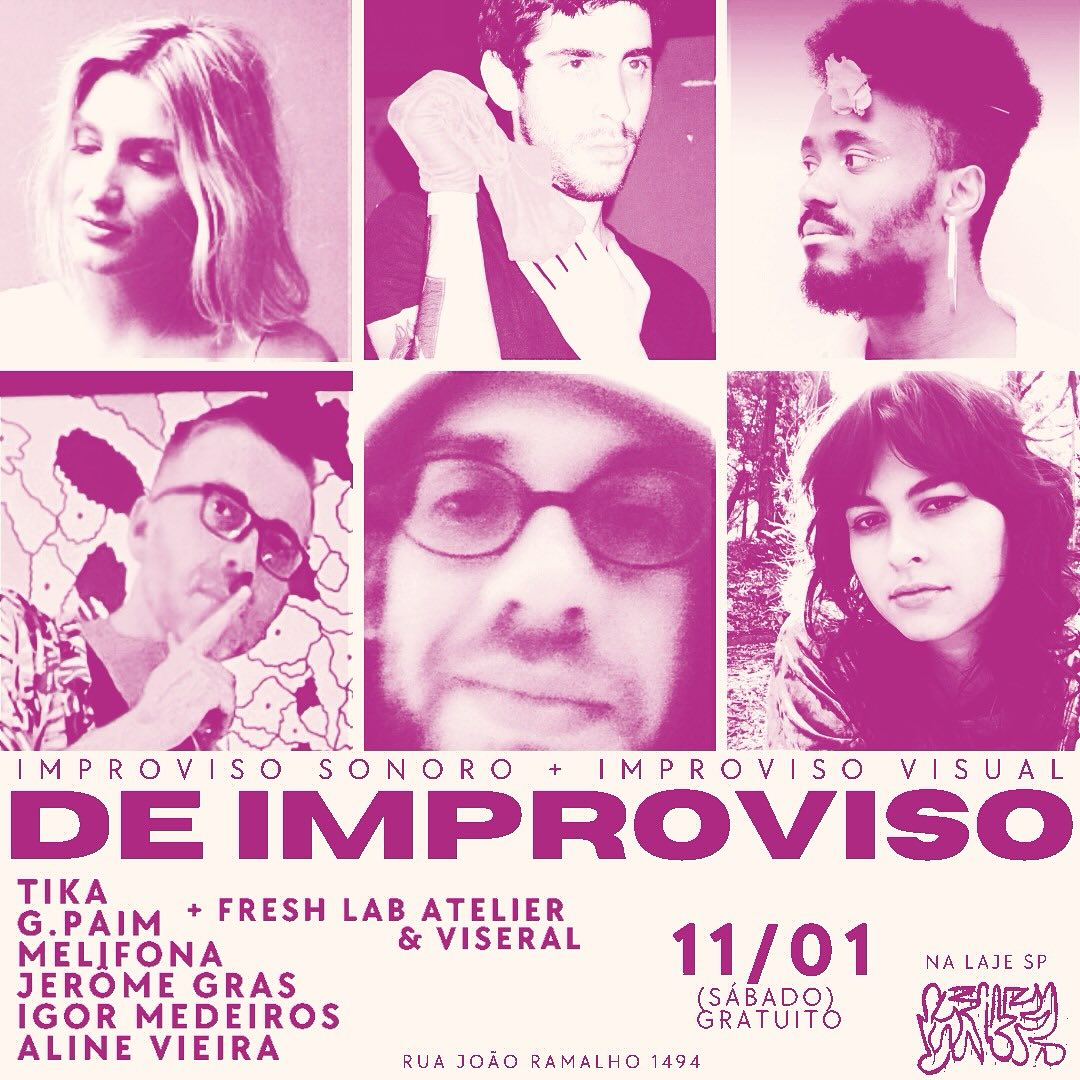 IMPROVISO SONORO + IMPROVISO VISUAL
DE IMPROVISO
TIKA
G.PAIM
MELIFONA
JERÔME GRAS
IGOR MEDEIROS
ALINE VIEIRA
+ FRESH LAB ATELIER
& VISERAL
11/01
(SÁBADO)
GRATUITO
NA LAJE SP
RUA JOÃO RAMALHO 1494